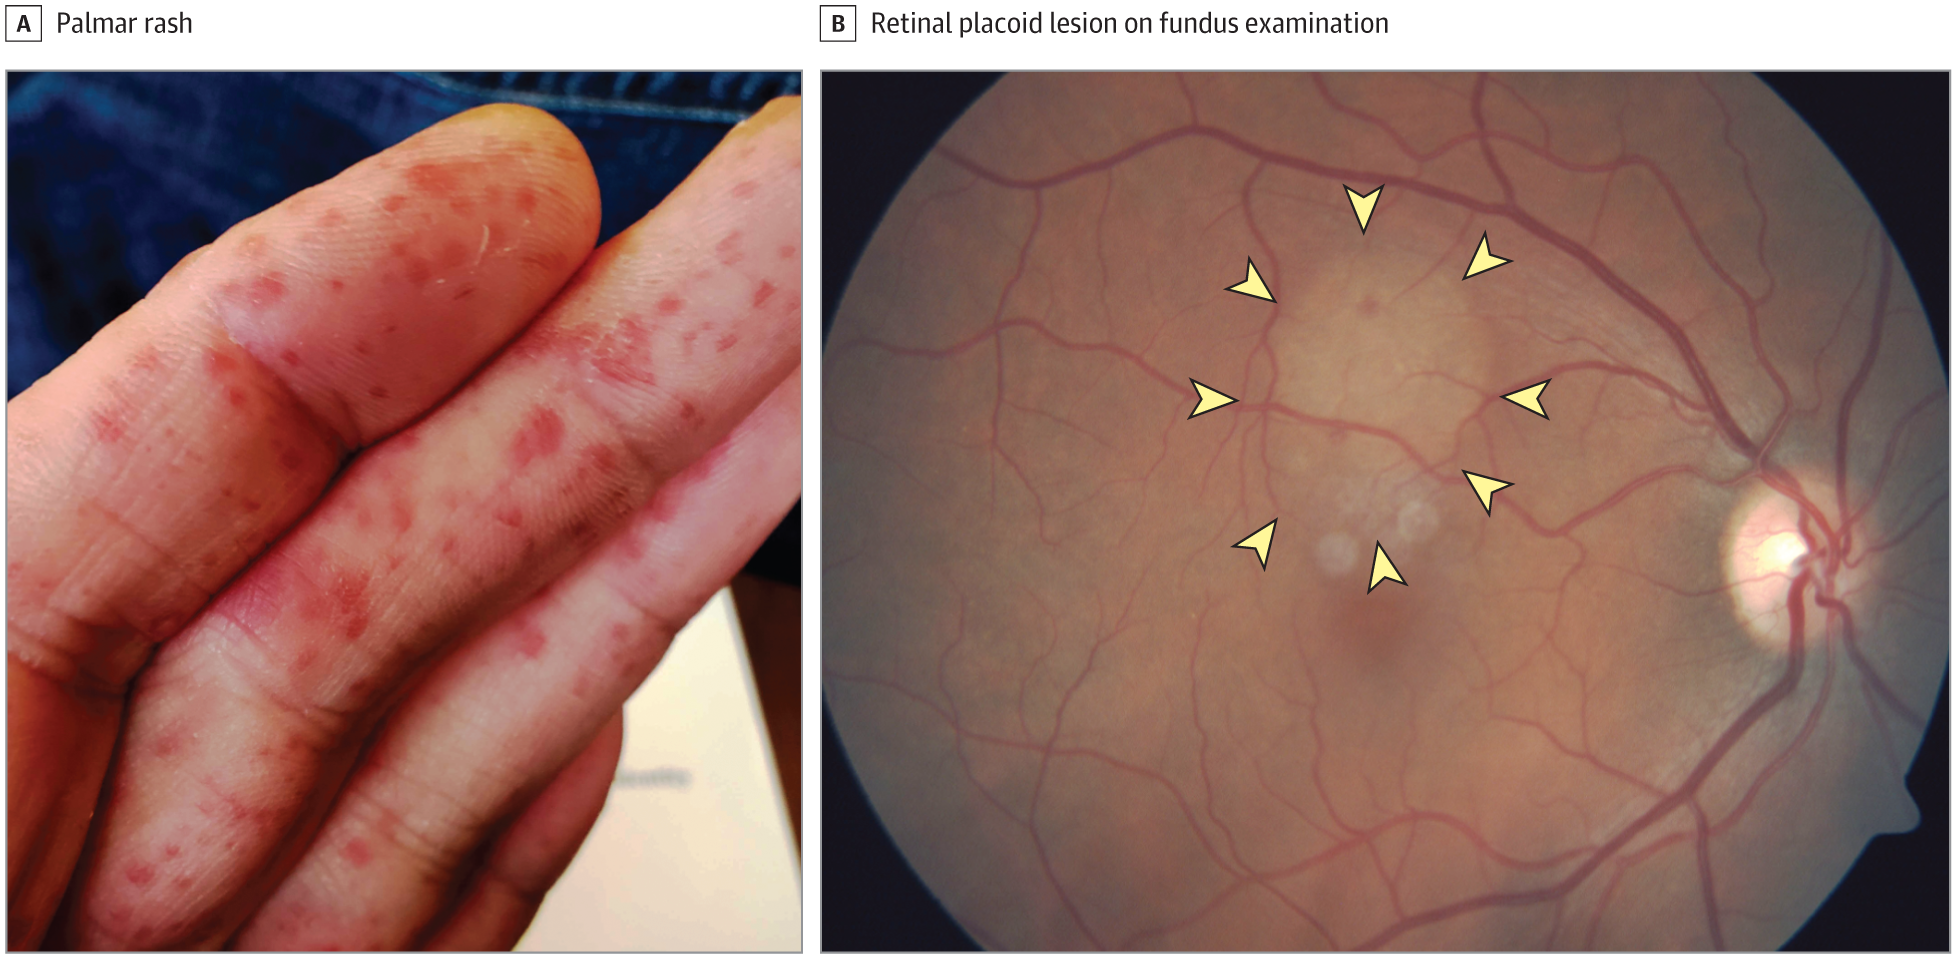 A Palmar rash
B Retinal placoid lesion on fundus examination